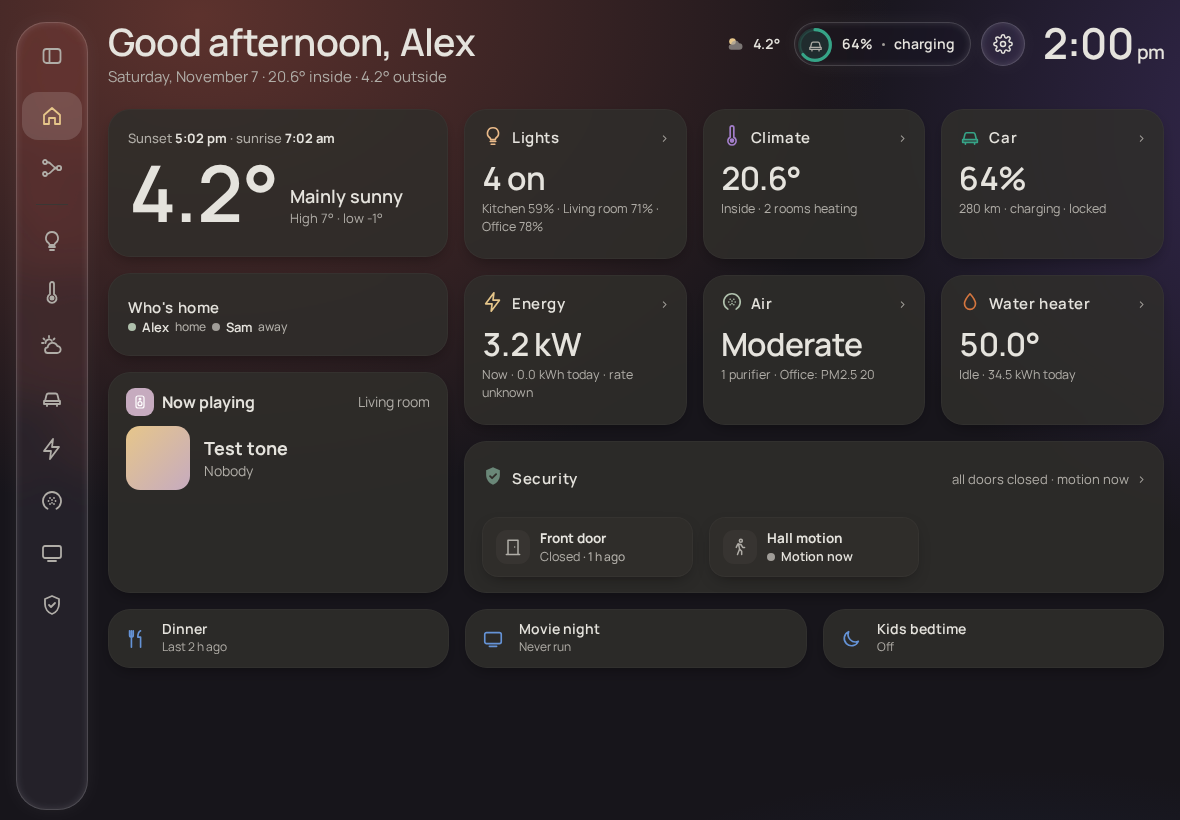 Good afternoon, Alex
Saturday, November 7 · 20.6° inside · 4.2° outside
4.2°
64% • charging
2:00 pm
Sunset 5:02 pm · sunrise 7:02 am
4.2°
Mainly sunny
High 7° · low -1°
Lights
4 on
Kitchen 59% · Living room 71% ·
Office 78%
Climate
20.6°
Inside · 2 rooms heating
Car
64%
280 km · charging · locked
Who's home
Alex home Sam away
Energy
3.2 kW
Now · 0.0 kWh today · rate
unknown
Air
Moderate
1 purifier · Office: PM2.5 20
Water heater
50.0°
Idle · 34.5 kWh today
Now playing
Living room
Test tone
Nobody
Security
all doors closed · motion now
Front door
Closed · 1 h ago
Hall motion
Motion now
Dinner
Last 2 h ago
Movie night
Never run
Kids bedtime
Off